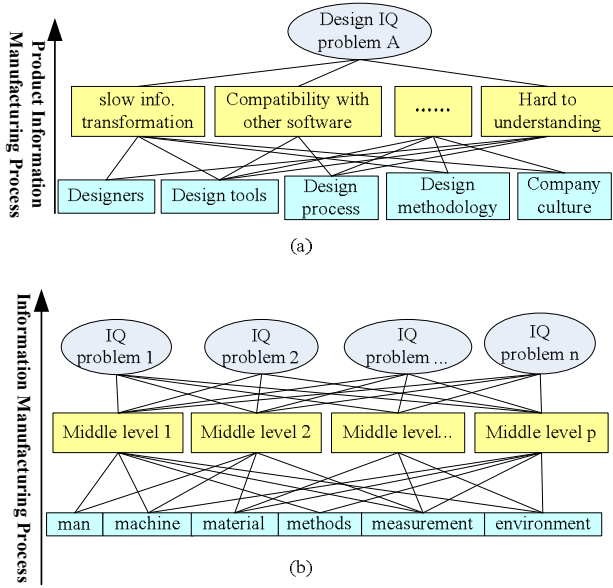 Product Information
Manufacturing Process
Design IQ
problem A
slow info.
transformation
Compatibility with
other software
......
Hard to
understanding
Designers
Design tools
Design
process
Design
methodology
Company
culture
(a)
Information Manufacturing Process
IQ
problem 1
IQ
problem 2
IQ
problem ...
IQ
problem n
Middle level 1
Middle level 2
Middle level...
Middle level p
man
machine
material
methods
measurement
environment
(b)